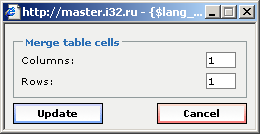 http://master.i32.ru - {$lang_...
Merge table cells
Columns: 1
Rows: 1
Update Cancel